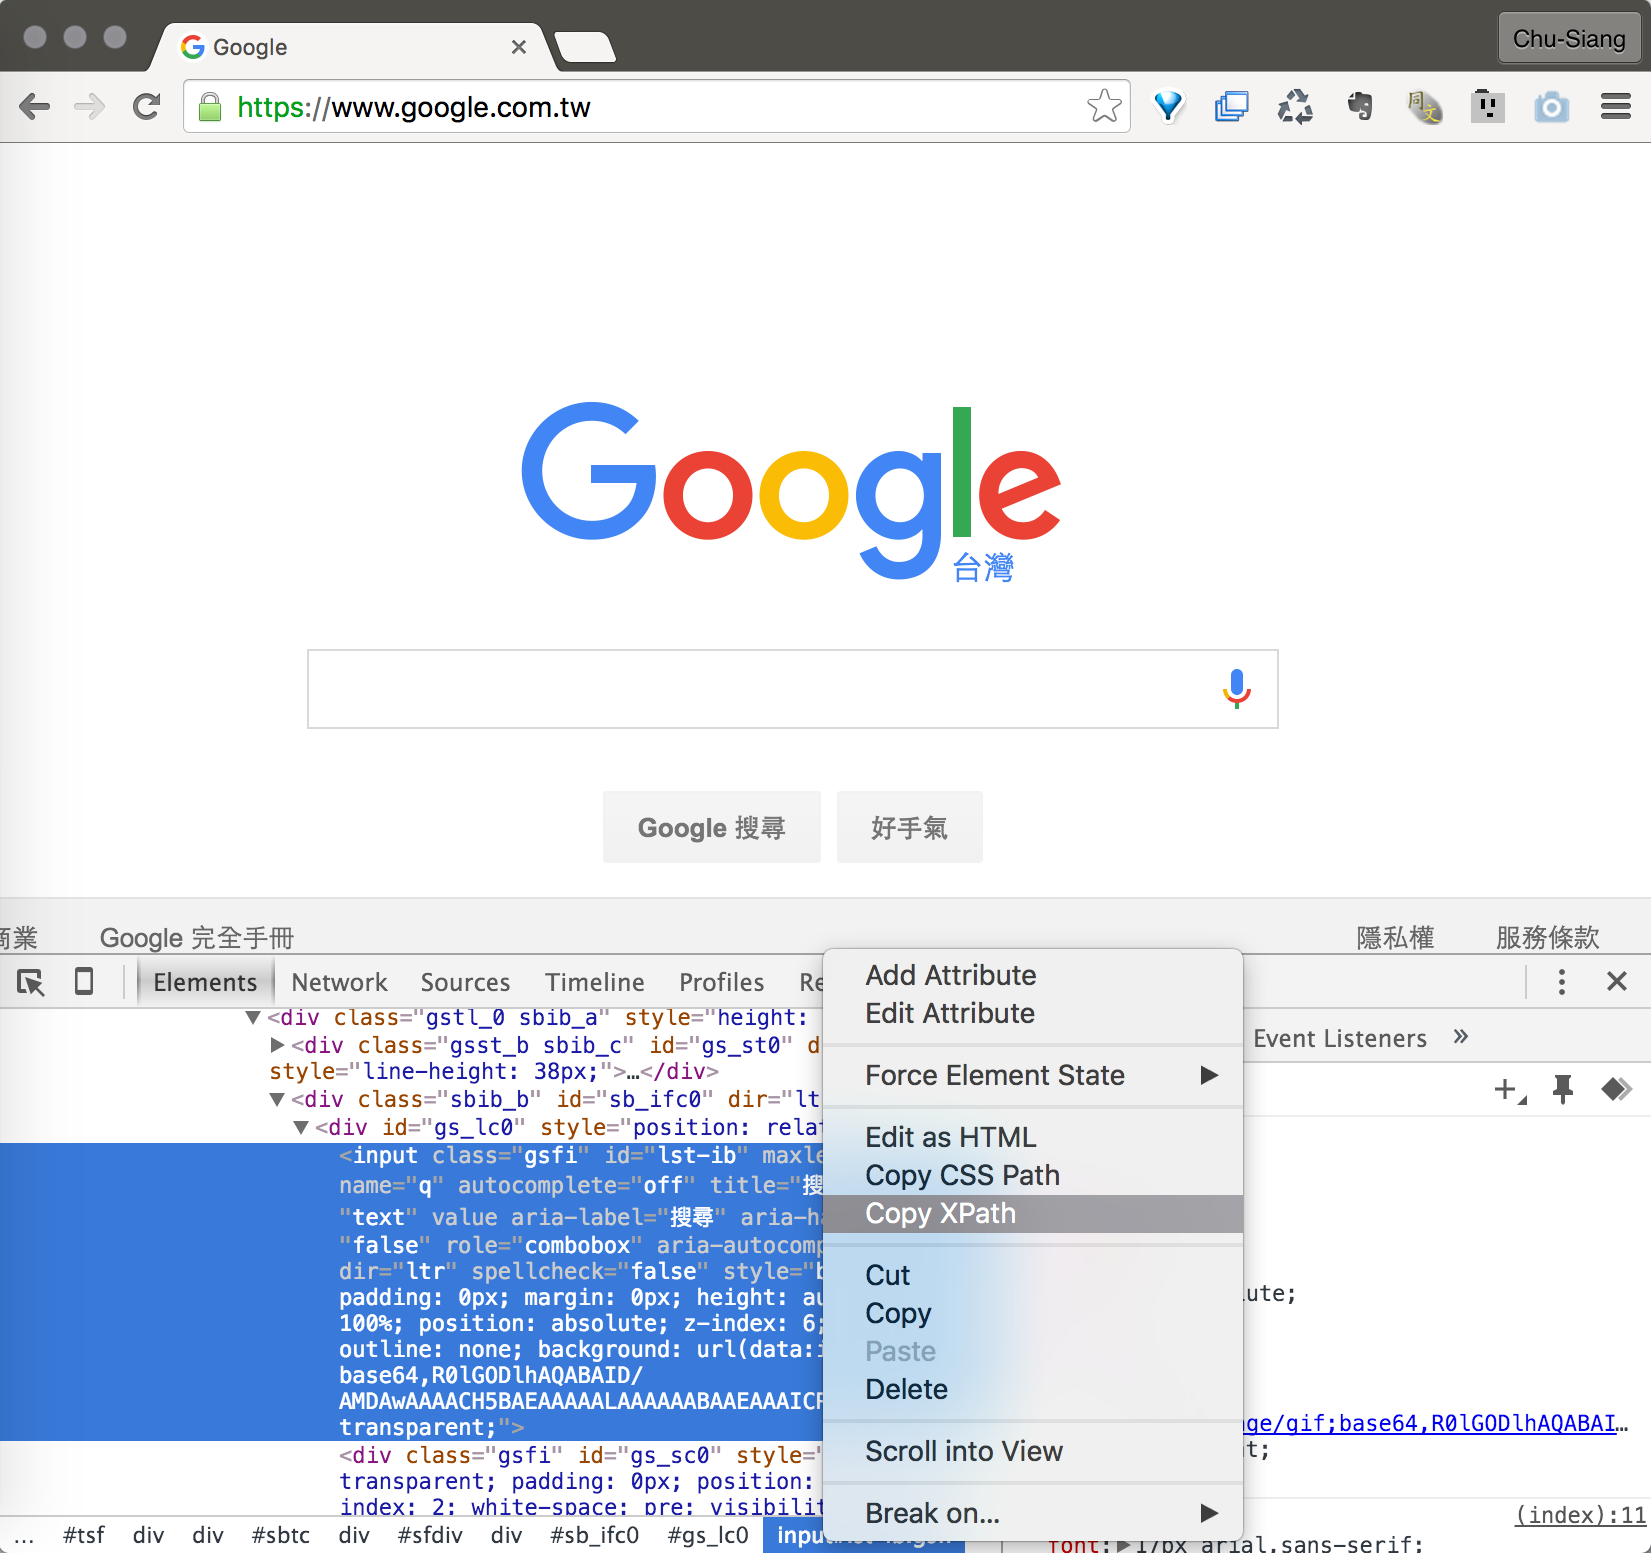 Google
Chu-Siang
https://www.google.com.tw
Google
台灣
Google 搜尋
好手氣
商業
Google 完全手冊
隱私權
服務條款
Elements Network Sources Timeline Profiles Re
Event Listeners »
<div class="gstl_0 sbib_a" style="height:
<div class="gsst_b sbib_c" id="gs_st0" d
style="line-height: 38px;">…</div>
<div class="sbib_b" id="sb_ifc0" dir="lt
<div id="gs_lc0" style="position: relat
<input class="gsfi" id="lst-ib" maxle
name="q" autocomplete="off" title="搜
"text" value aria-label="搜尋" aria-ha
"false" role="combobox" aria-autocomp
dir="ltr" spellcheck="false" style="b
padding: 0px; margin: 0px; height: au
100%; position: absolute; z-index: 6;
outline: none; background: url(data:i
base64,R0lGODlhAQABAID/
AMDAwAAAACH5BAEAAAAALAAAAAABAAEAAAICR
transparent;">
<div class="gsfi" id="gs_sc0" style="
transparent; padding: 0px; position:
index: 2; white-space: pre; visibilit
… #tsf div div #sbtc div #sfdiv div #sb_ifc0 #gs_lc0 input
Add Attribute
Edit Attribute
Force Element State
Edit as HTML
Copy CSS Path
Copy XPath
Cut
Copy
Paste
Delete
Scroll into View
Break on...
ute;
ge/gif;base64,R0lGODlhAQABAI…
t;
(index):11
font: 17px arial,sans-serif;